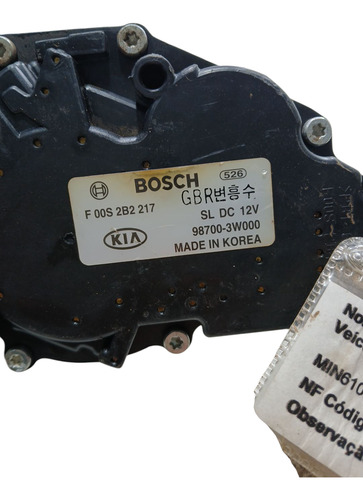 BOSCH 526
GBR변흥수
F 00S 2B2 217 SL DC 12V
KIA 98700-3W000
MADE IN KOREA
MIN610
NF Códig
Observaçã